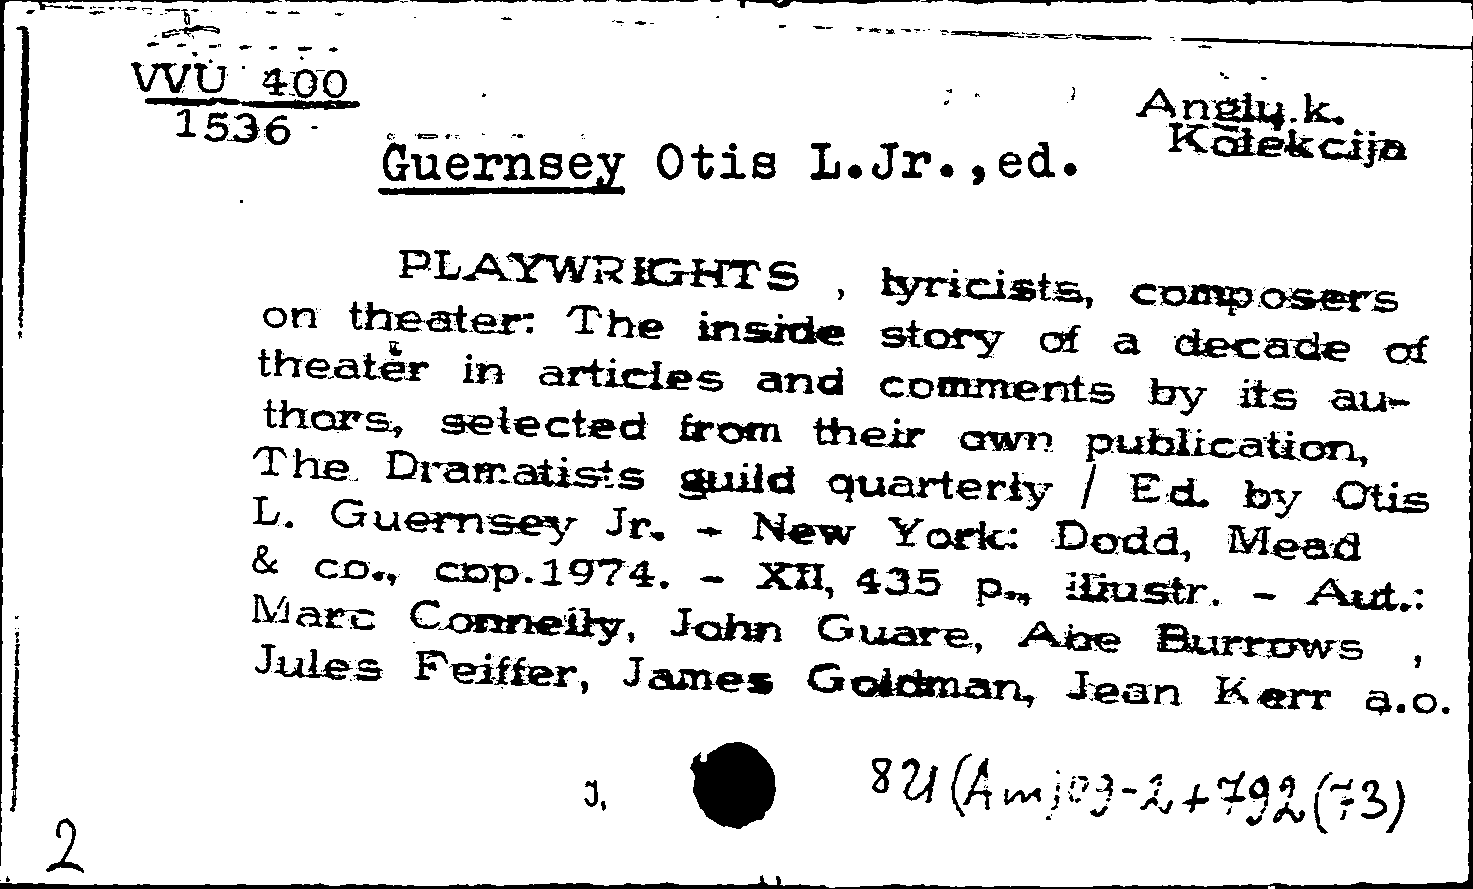 VVU 400
1536
Anglų k.
Kolekcija
Guernsey Otis L.Jr.,ed.
PLAYWRIGHTS , lyricists, composers
on theater: The inside story of a decade of
theater in articles and comments by its au-
thors, selected from their own publication,
The Dramatists guild quarterly / Ed. by Otis
L. Guernsey Jr. - New York: Dodd, Mead
& co., cop.1974. - XII, 435 p., illustr. - Aut.:
Marc Connelly, John Guare, Abe Burrows ,
Jules Feiffer, James Goldman, Jean Kerr a.o.
82U(Am)09-2+792(73)
2